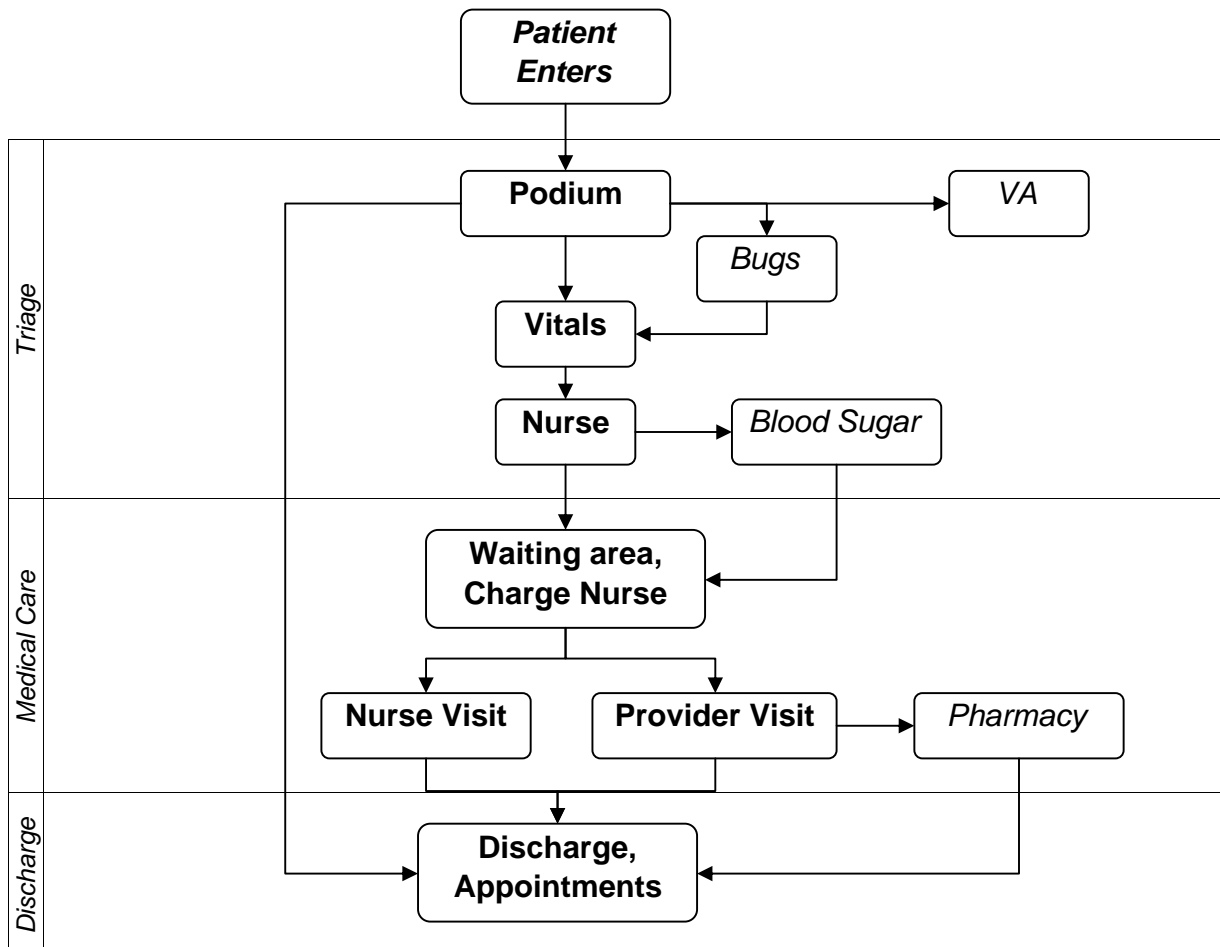 Patient
Enters
Triage
Podium
VA
Bugs
Vitals
Nurse
Blood Sugar
Medical Care
Waiting area,
Charge Nurse
Nurse Visit
Provider Visit
Pharmacy
Discharge
Discharge,
Appointments